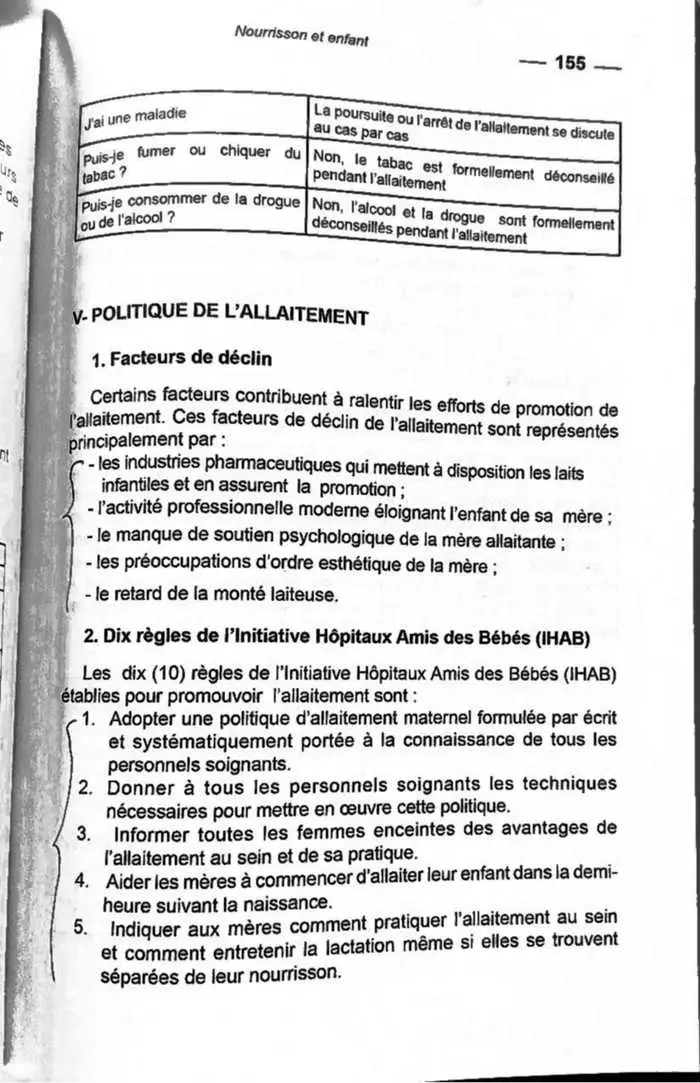 Nourrisson et enfant
— 155 —
J'ai une maladie
La poursuite ou l'arrêt de l'allaitement se discute
au cas par cas
Puis-je fumer ou chiquer du
tabac ?
Non, le tabac est formellement déconseillé
pendant l'allaitement
Puis-je consommer de la drogue
ou de l'alcool ?
Non, l'alcool et la drogue sont formellement
déconseillés pendant l'allaitement
V- POLITIQUE DE L'ALLAITEMENT
1. Facteurs de déclin
Certains facteurs contribuent à ralentir les efforts de promotion de
l'allaitement. Ces facteurs de déclin de l'allaitement sont représentés
principalement par :
- les industries pharmaceutiques qui mettent à disposition les laits
infantiles et en assurent la promotion ;
- l'activité professionnelle moderne éloignant l'enfant de sa mère ;
- le manque de soutien psychologique de la mère allaitante ;
- les préoccupations d'ordre esthétique de la mère ;
- le retard de la monté laiteuse.
2. Dix règles de l'Initiative Hôpitaux Amis des Bébés (IHAB)
Les dix (10) règles de l'Initiative Hôpitaux Amis des Bébés (IHAB)
établies pour promouvoir l'allaitement sont :
1. Adopter une politique d'allaitement maternel formulée par écrit
et systématiquement portée à la connaissance de tous les
personnels soignants.
2. Donner à tous les personnels soignants les techniques
nécessaires pour mettre en œuvre cette politique.
3. Informer toutes les femmes enceintes des avantages de
l'allaitement au sein et de sa pratique.
4. Aider les mères à commencer d'allaiter leur enfant dans la demi-
heure suivant la naissance.
5. Indiquer aux mères comment pratiquer l'allaitement au sein
et comment entretenir la lactation même si elles se trouvent
séparées de leur nourrisson.